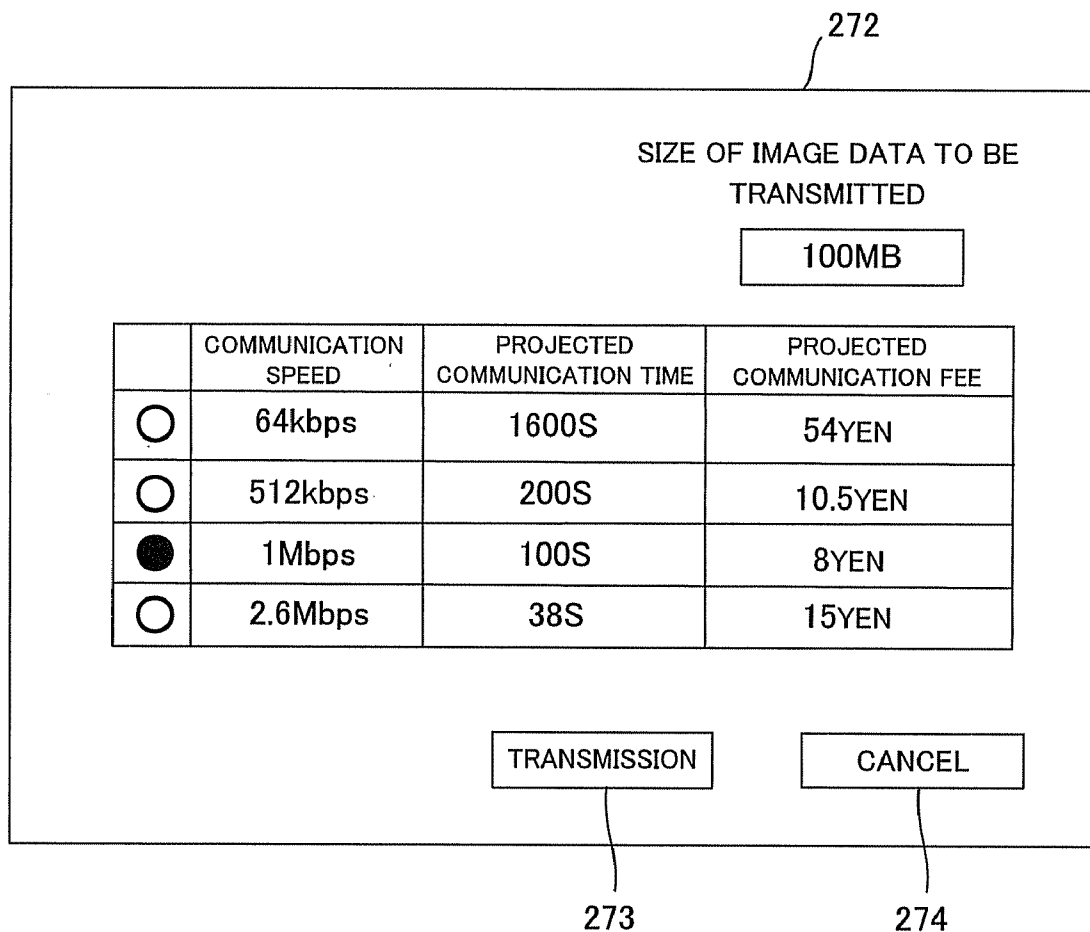 272
SIZE OF IMAGE DATA TO BE
TRANSMITTED
100MB
COMMUNICATION
SPEED
PROJECTED
COMMUNICATION TIME
PROJECTED
COMMUNICATION FEE
64kbps 1600S 54YEN
512kbps 200S 10.5YEN
1Mbps 100S 8YEN
2.6Mbps 38S 15YEN
TRANSMISSION CANCEL
273 274